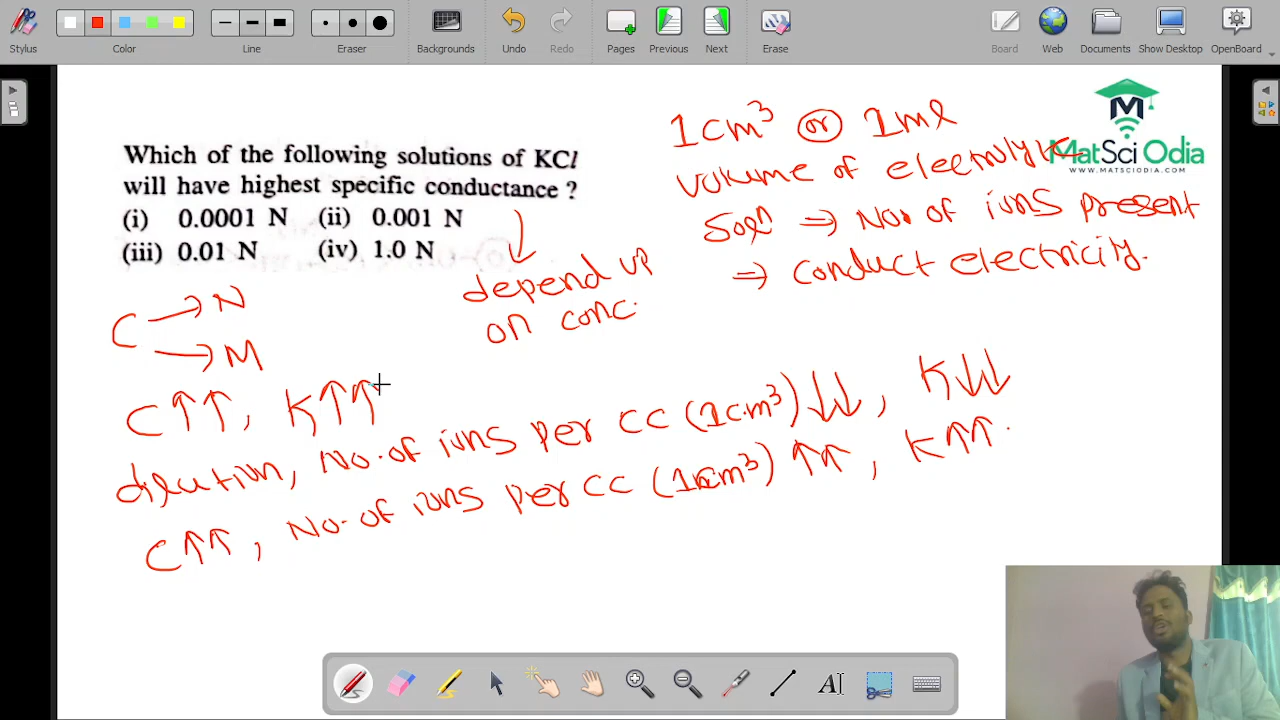 Stylus
Color
Line
Eraser
Backgrounds
Undo
Redo
Pages
Previous
Next
Erase
Board
Web
Documents
Show Desktop
OpenBoard
Which of the following solutions of KCl
will have highest specific conductance ?
(i) 0.0001 N (ii) 0.001 N
(iii) 0.01 N (iv) 1.0 N
1cm³ or 1ml
volume of electrolyte
Solⁿ ⇒ No. of ions present
⇒ conduct electricity.
M
MatSci Odia
WWW.MATSCIODIA.COM
depend up
on conc.
C → N
→ M
C↑↑, K↑↑
dilution, No. of ions per CC (1cm³)↓↓, K↓↓
C↑↑, No. of ions per CC (1cm³)↑↑, K↑↑.